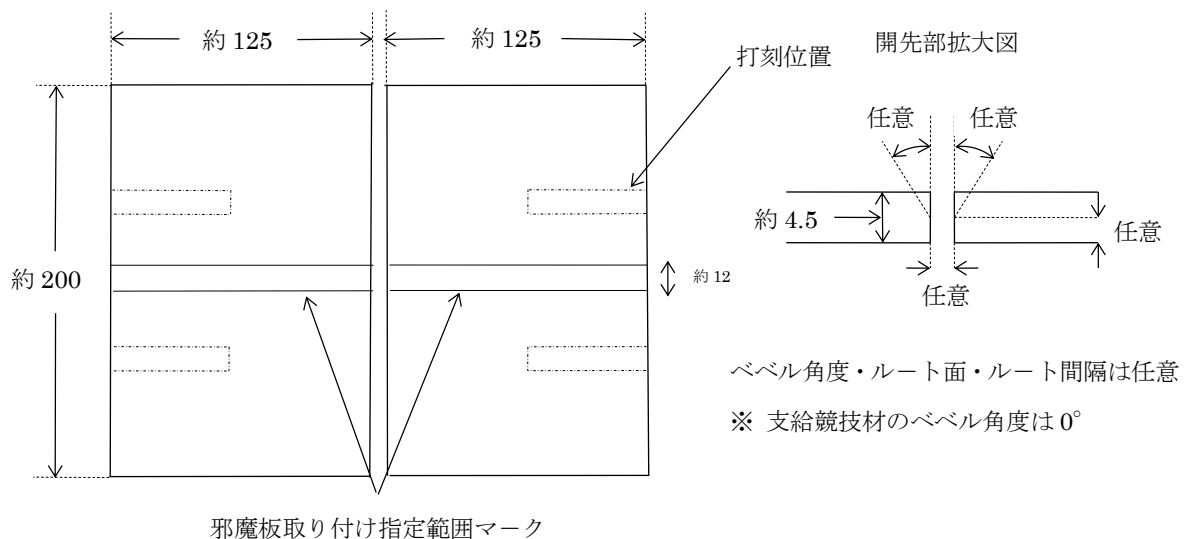 約 125
約 125
打刻位置
開先部拡大図
任意
任意
約 4.5
任意
約 200
約 12
任意
ベベル角度・ル－ト面・ル－ト間隔は任意
※ 支給競技材のベベル角度は 0°
邪魔板取り付け指定範囲マーク